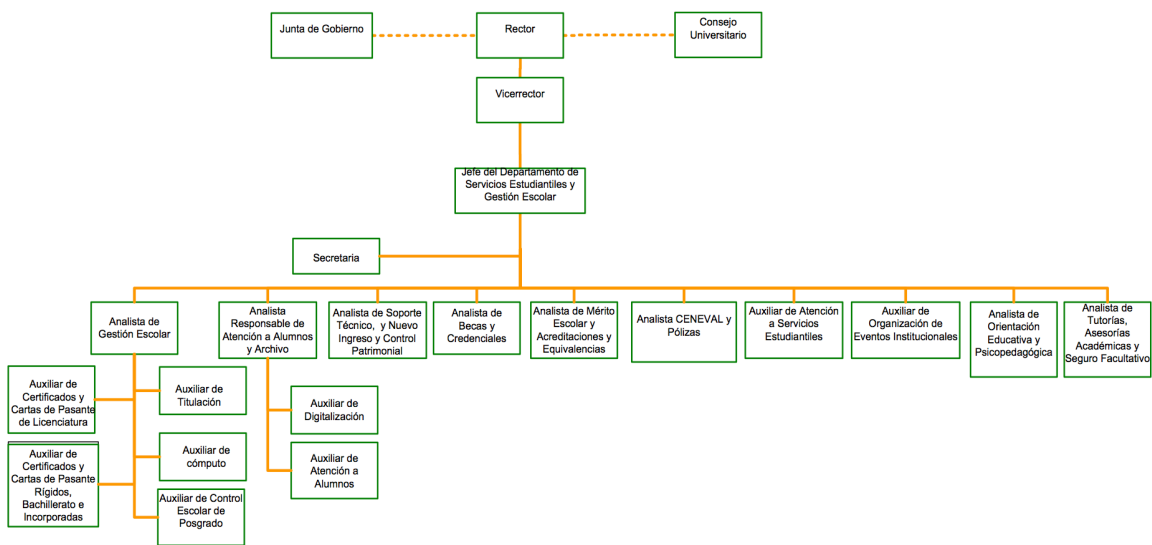 Junta de Gobierno
Rector
Consejo
Universitario
Vicerrector
Jefe del Departamento de
Servicios Estudiantiles y
Gestión Escolar
Secretaria
Analista de
Gestión Escolar
Analista
Responsable de
Atención a Alumnos
y Archivo
Analista de Soporte
Técnico, y Nuevo
Ingreso y Control
Patrimonial
Analista de
Becas y
Credenciales
Analista de Mérito
Escolar y
Acreditaciones y
Equivalencias
Analista CENEVAL y
Pólizas
Auxiliar de Atención
a Servicios
Estudiantiles
Auxiliar de
Organización de
Eventos Institucionales
Analista de
Orientación
Educativa y
Psicopedagógica
Analista de
Tutorías,
Asesorías
Académicas y
Seguro Facultativo
Auxiliar de
Certificados y
Cartas de Pasante
de Licenciatura
Auxiliar de
Titulación
Auxiliar de
Digitalización
Auxiliar de
Certificados y
Cartas de Pasante
Rígidos,
Bachillerato e
Incorporadas
Auxiliar de
cómputo
Auxiliar de
Atención a
Alumnos
Auxiliar de Control
Escolar de
Posgrado